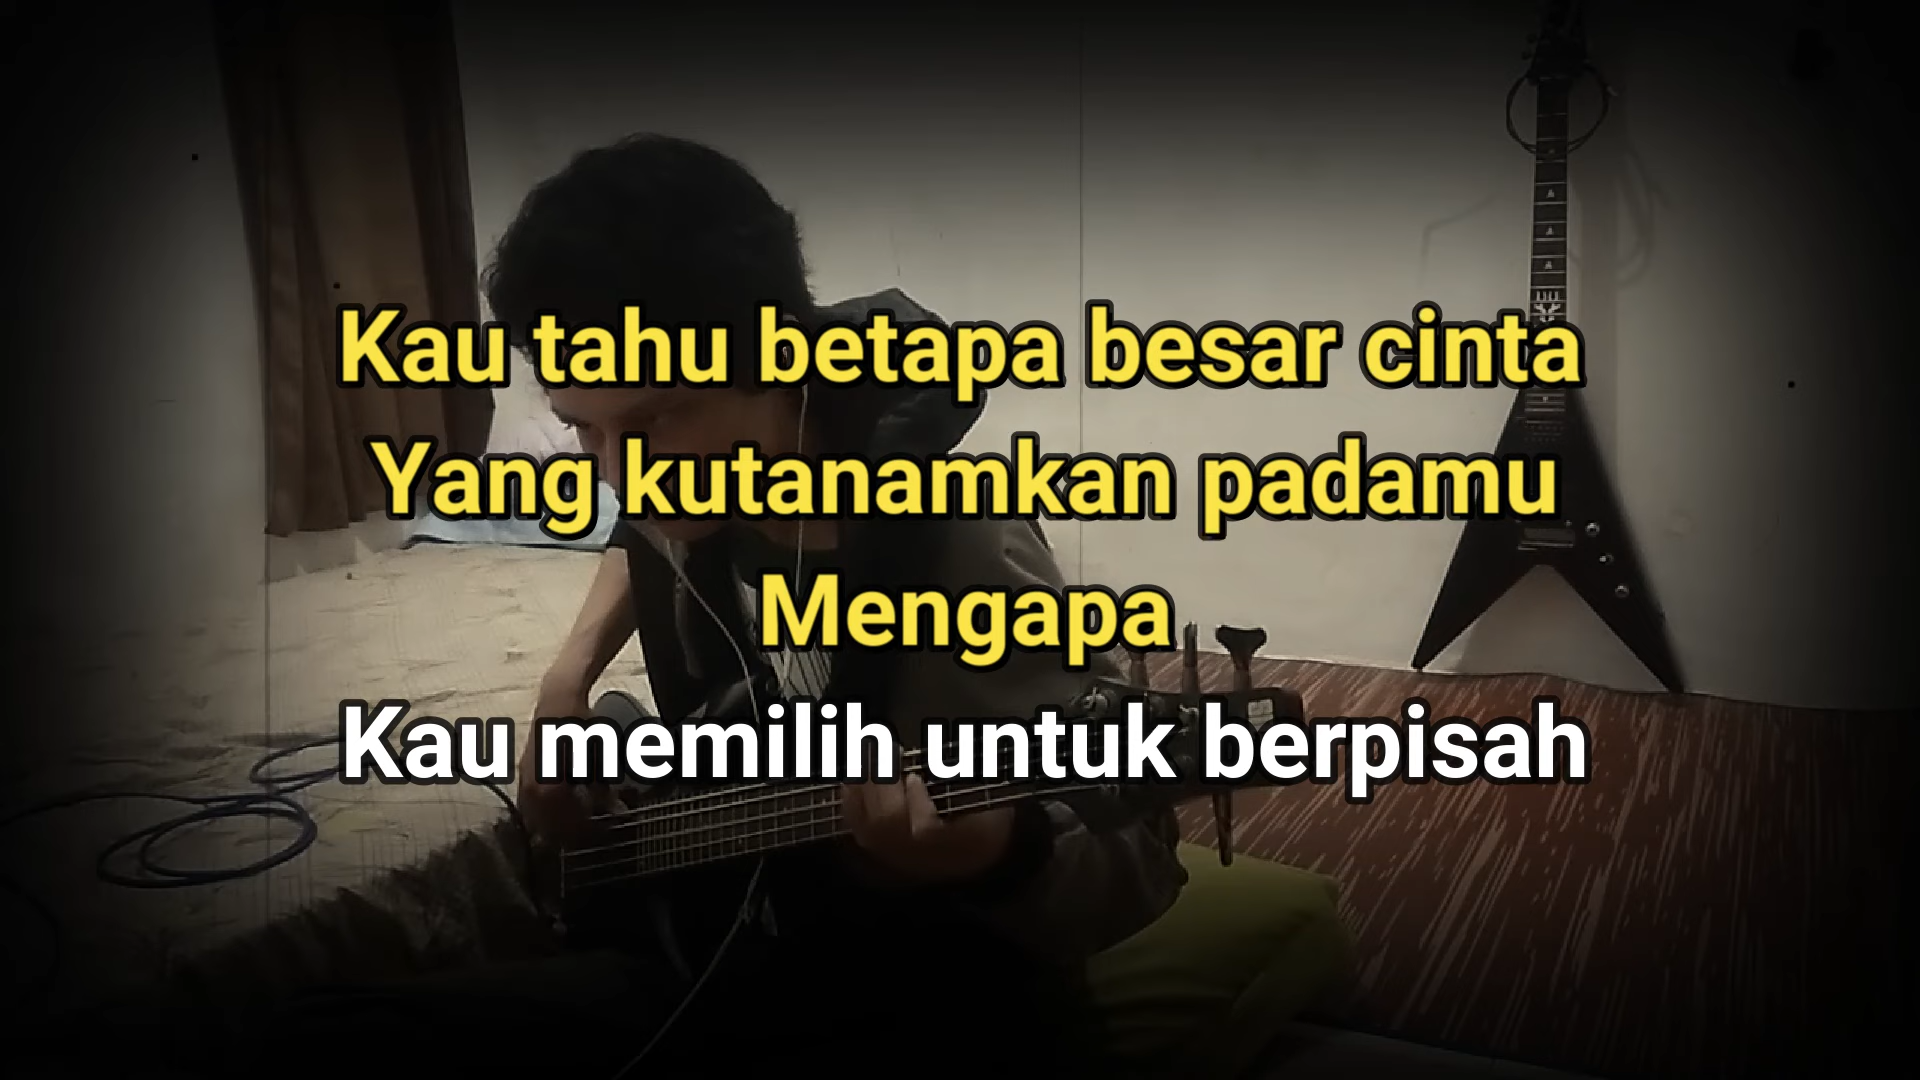 Kau tahu betapa besar cinta
Yang kutanamkan padamu
Mengapa
Kau memilih untuk berpisah